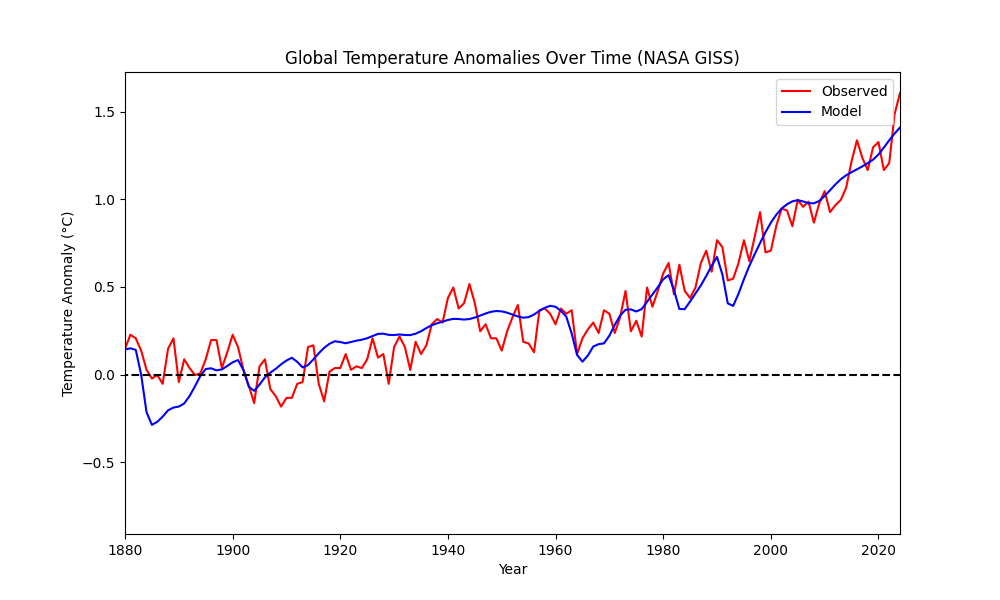 Global Temperature Anomalies Over Time (NASA GISS)
Observed
Model
1.5
1.0
0.5
0.0
−0.5
Temperature Anomaly (°C)
1880 1900 1920 1940 1960 1980 2000 2020
Year